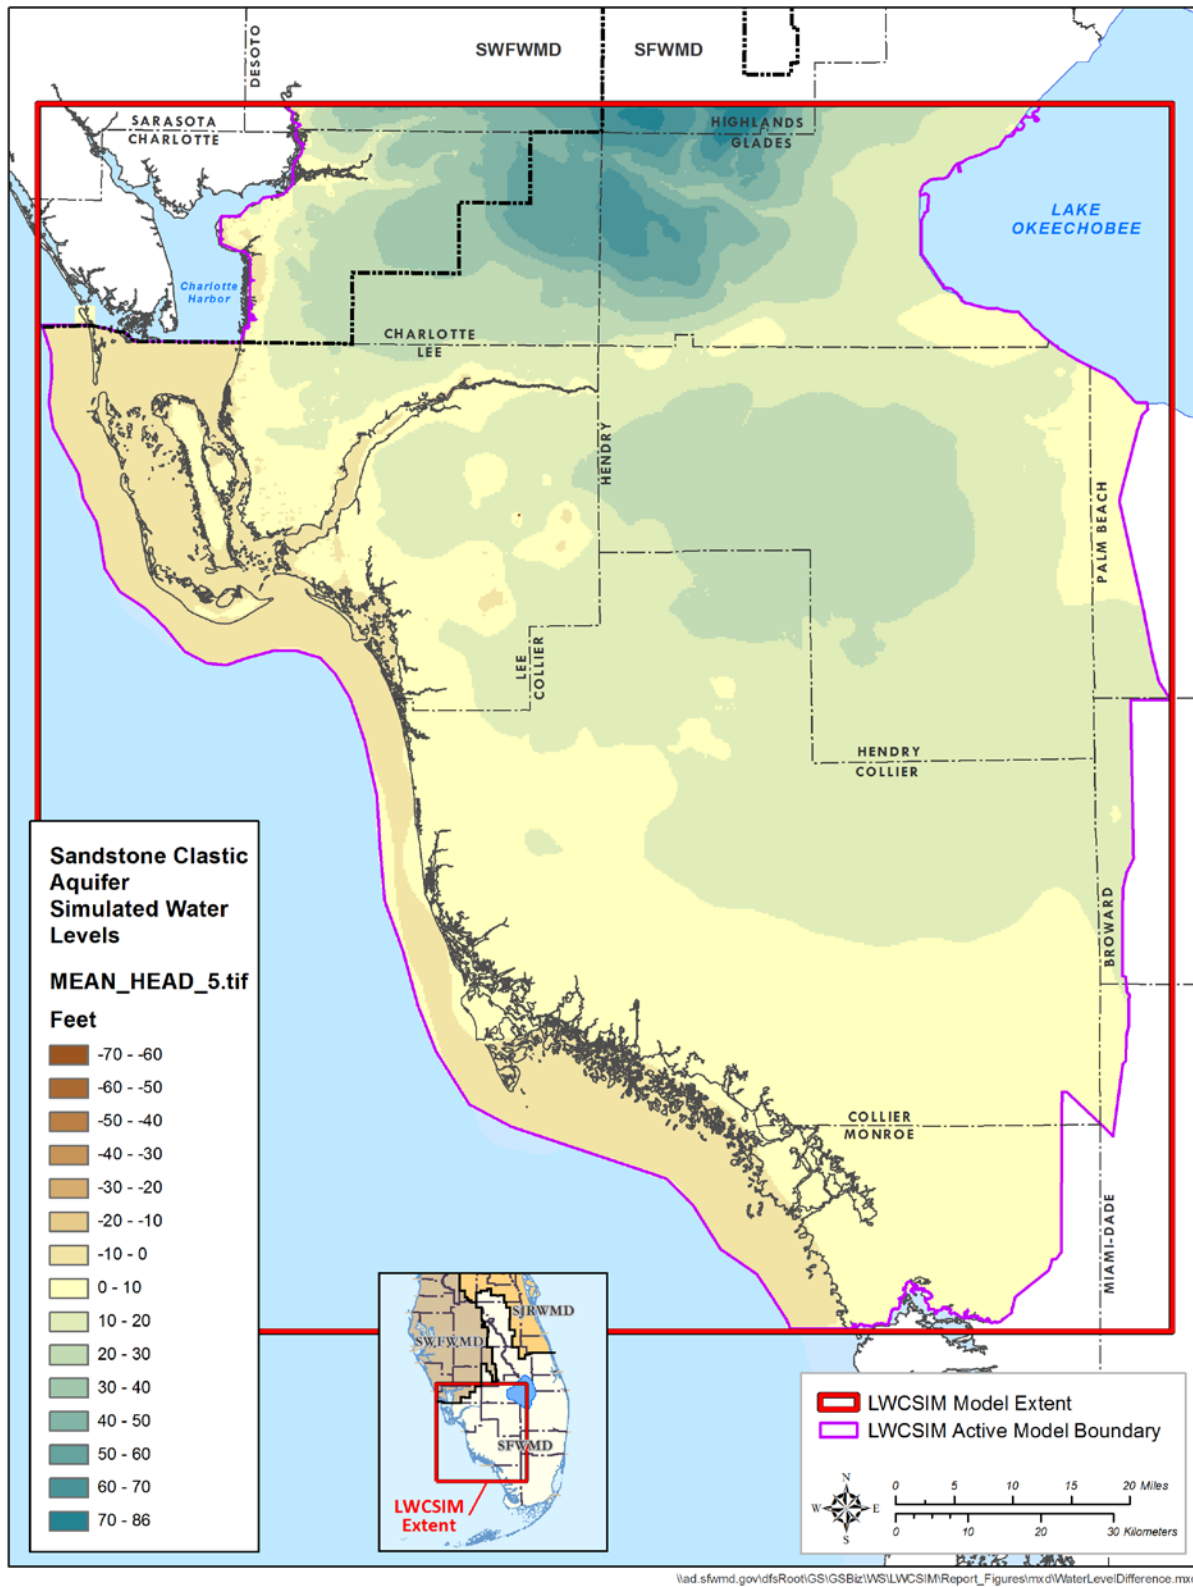 SWFWMD
SFWMD
DESOTO
SARASOTA
CHARLOTTE
HIGHLANDS
GLADES
LAKE
OKEECHOBEE
Charlotte
Harbor
CHARLOTTE
LEE
HENDRY
PALM BEACH
LEE
COLLIER
HENDRY
COLLIER
BROWARD
COLLIER
MONROE
MIAMI-DADE
Sandstone Clastic
Aquifer
Simulated Water
Levels
MEAN_HEAD_5.tif
Feet
-70 - -60
-60 - -50
-50 - -40
-40 - -30
-30 - -20
-20 - -10
-10 - 0
0 - 10
10 - 20
20 - 30
30 - 40
40 - 50
50 - 60
60 - 70
70 - 86
SJRWMD
SWFWMD
SFWMD
LWCSIM
Extent
LWCSIM Model Extent
LWCSIM Active Model Boundary
N
W E
S
0 5 10 15 20 Miles
0 10 20 30 Kilometers
\\ad.sfwmd.gov\dfsRoot\GS\GSBiz\WS\LWCSIM\Report_Figures\mxd\WaterLevelDifference.mxd